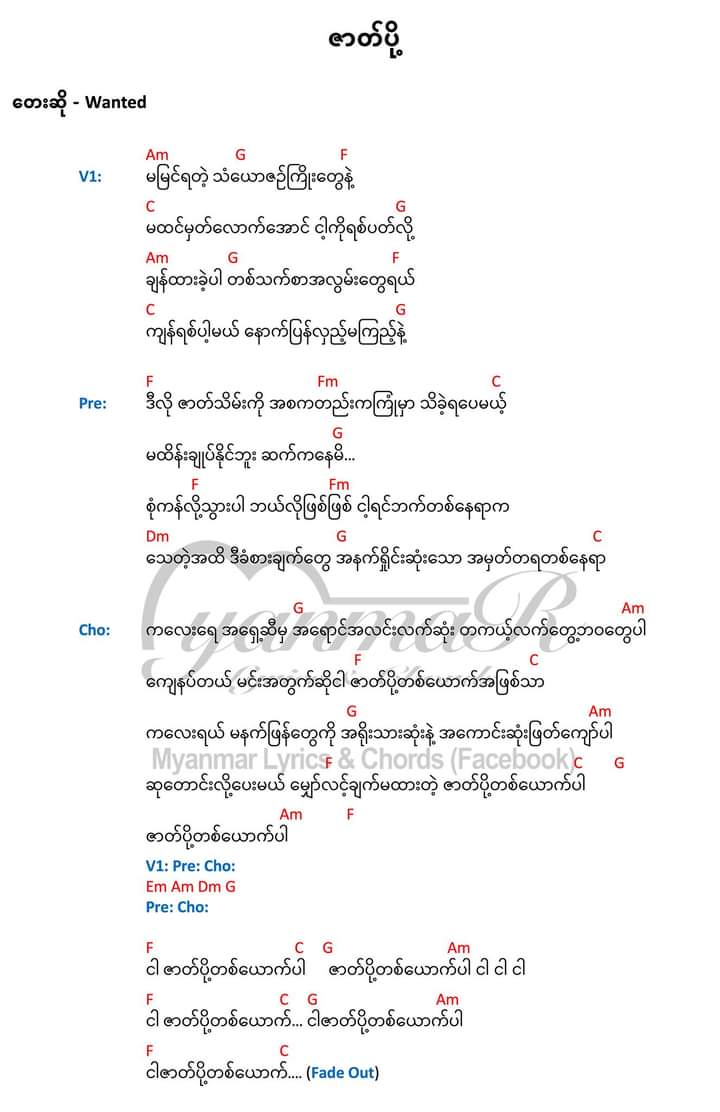 ဇာတ်ပို့
တေးဆို - Wanted
Am G F
V1: မမြင်ရတဲ့ သံယောဇဉ်ကြိုးတွေနဲ့
C G
မထင်မှတ်လောက်အောင် ငါ့ကိုရစ်ပတ်လို့
Am G F
ချန်ထားခဲ့ပါ တစ်သက်စာအလွမ်းတွေရယ်
C G
ကျန်ရစ်ပါ့မယ် နောက်ပြန်လှည့်မကြည့်နဲ့
F Fm C
Pre: ဒီလို ဇာတ်သိမ်းကို အစကတည်းကကြုံမှာ သိခဲ့ရပေမယ့်
G
မထိန်းချုပ်နိုင်ဘူး ဆက်ကနေမိ...
F Fm
စုံကန်လို့သွားပါ ဘယ်လိုဖြစ်ဖြစ် ငါ့ရင်ဘက်တစ်နေရာက
Dm G C
သေတဲ့အထိ ဒီခံစားချက်တွေ အနက်ရှိုင်းဆုံးသော အမှတ်တရတစ်နေရာ
G Am
Cho: ကလေးရေ အရှေ့ဆီမှ အရောင်အလင်းလက်ဆုံး တကယ့်လက်တွေ့ဘဝတွေပါ
F C
ကျေနပ်တယ် မင်းအတွက်ဆိုငါ ဇာတ်ပို့တစ်ယောက်အဖြစ်သာ
G Am
ကလေးရယ် မနက်ဖြန်တွေကို အရိုးသားဆုံးနဲ့ အကောင်းဆုံးဖြတ်ကျော်ပါ
Myanmar Lyrics & Chords (Facebook)
F C G
ဆုတောင်းလို့ပေးမယ် မျှော်လင့်ချက်မထားတဲ့ ဇာတ်ပို့တစ်ယောက်ပါ
Am F
ဇာတ်ပို့တစ်ယောက်ပါ
V1: Pre: Cho:
Em Am Dm G
Pre: Cho:
F C G Am
ငါ ဇာတ်ပို့တစ်ယောက်ပါ ဇာတ်ပို့တစ်ယောက်ပါ ငါ ငါ ငါ
F C G Am
ငါ ဇာတ်ပို့တစ်ယောက်... ငါဇာတ်ပို့တစ်ယောက်ပါ
F C
ငါဇာတ်ပို့တစ်ယောက်.... (Fade Out)